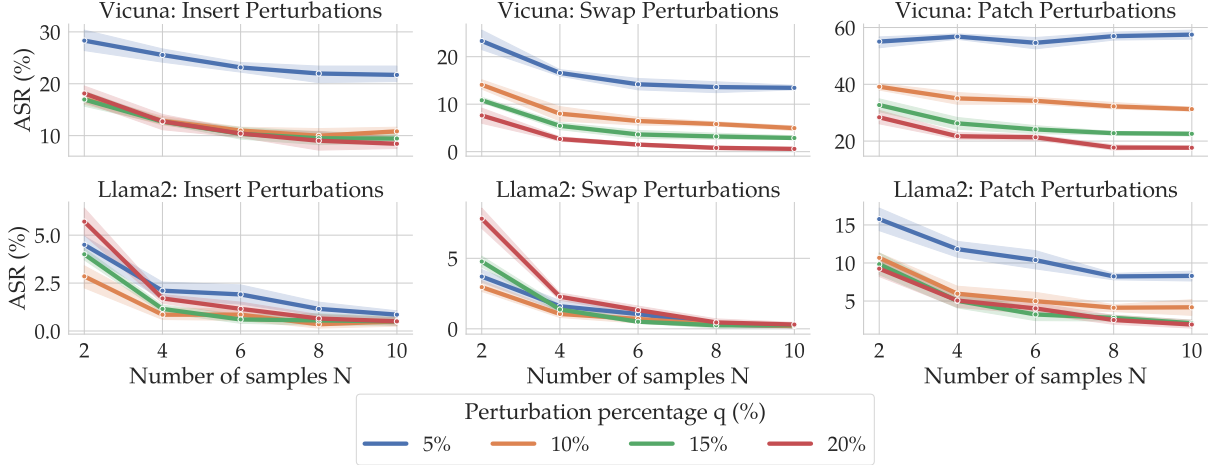 Vicuna: Insert Perturbations
Vicuna: Swap Perturbations
Vicuna: Patch Perturbations
ASR (%)
30
20
10
20
10
0
60
40
20
Llama2: Insert Perturbations
Llama2: Swap Perturbations
Llama2: Patch Perturbations
ASR (%)
5.0
2.5
0.0
5
0
15
10
5
2 4 6 8 10
2 4 6 8 10
2 4 6 8 10
Number of samples N
Number of samples N
Number of samples N
Perturbation percentage q (%)
5% 10% 15% 20%